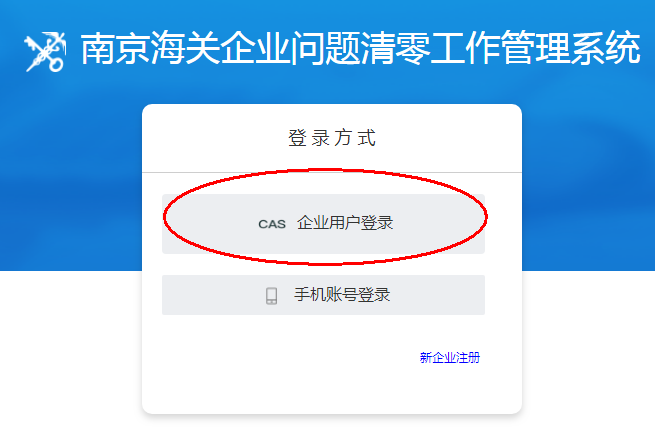 南京海关企业问题清零工作管理系统
登录方式
CAS 企业用户登录
手机账号登录
新企业注册